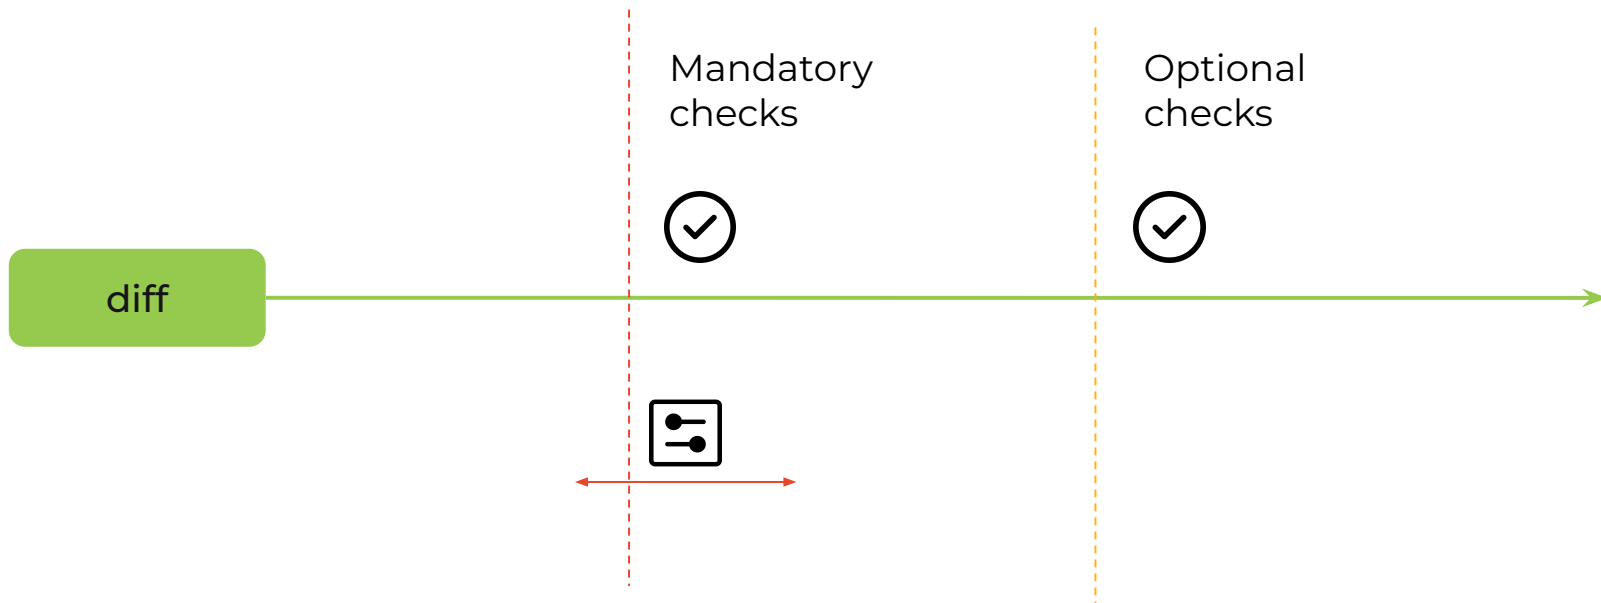 Mandatory
checks
Optional
checks
diff